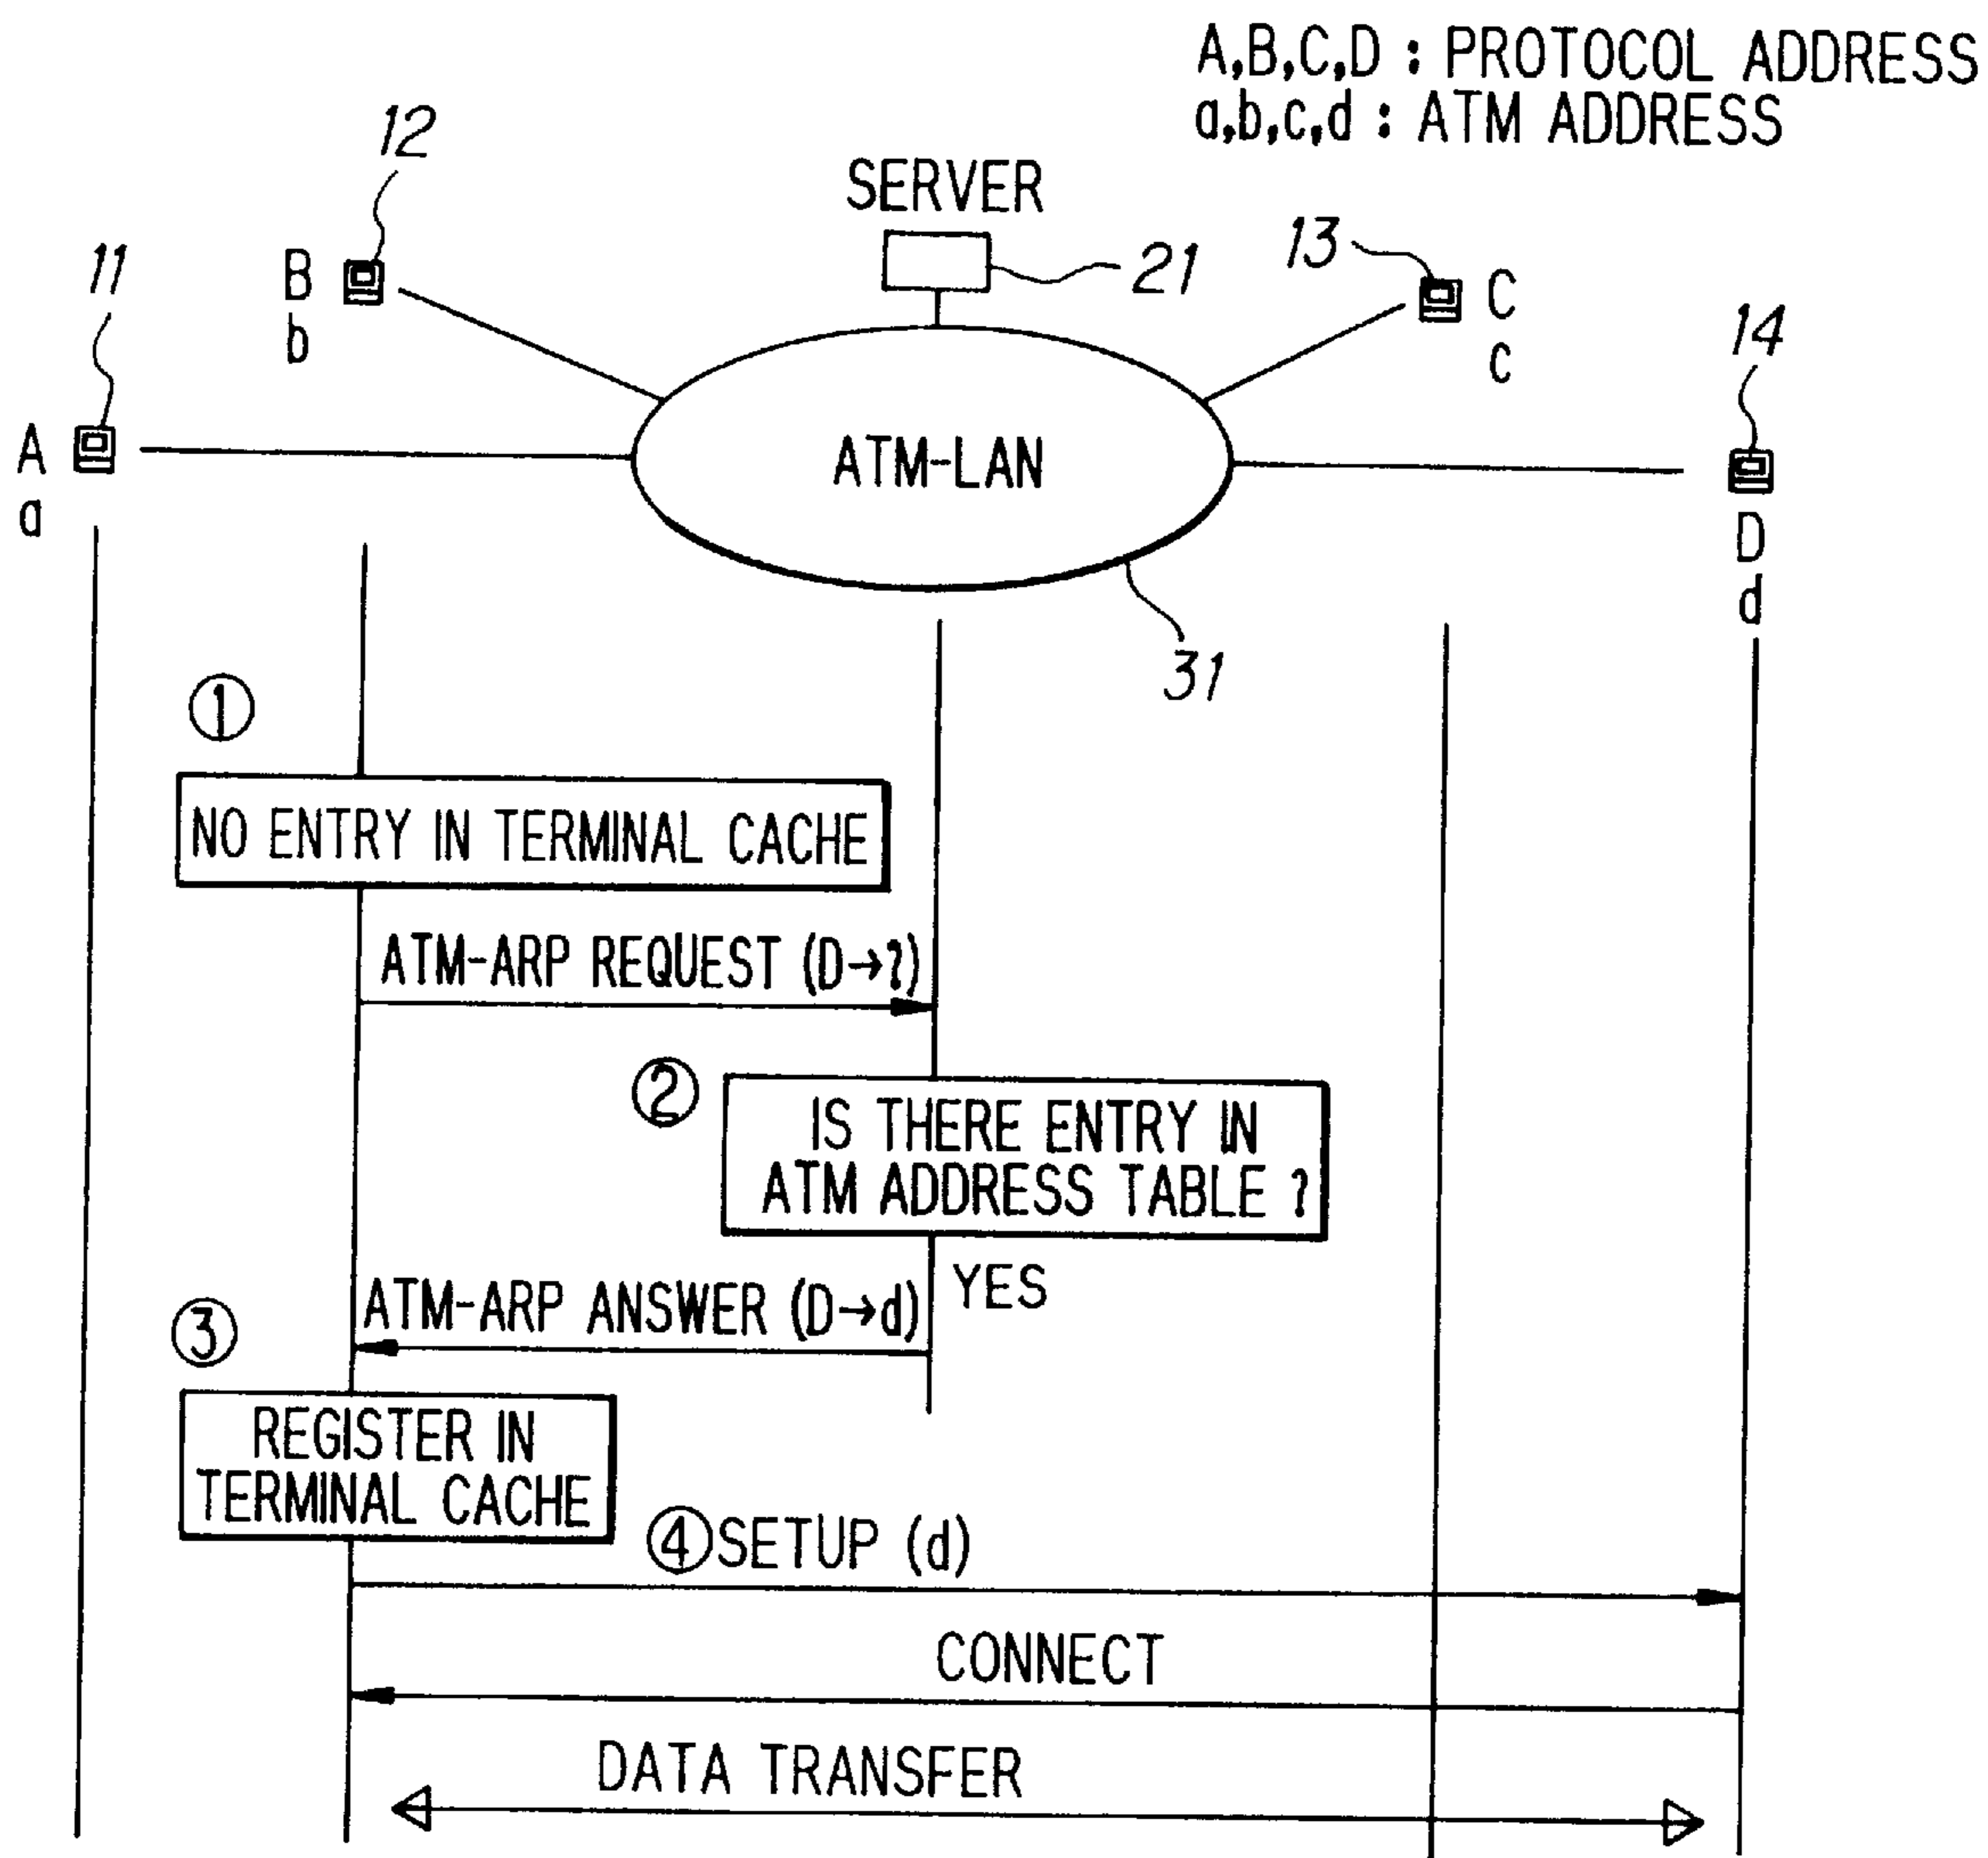 A,B,C,D : PROTOCOL ADDRESS
a,b,c,d : ATM ADDRESS
12
SERVER
11
B
b
21
13
C
c
14
A
a
ATM-LAN
D
d
31
①
NO ENTRY IN TERMINAL CACHE
ATM-ARP REQUEST (D→?)
②
IS THERE ENTRY IN
ATM ADDRESS TABLE ?
YES
ATM-ARP ANSWER (D→d)
③
REGISTER IN
TERMINAL CACHE
④ SETUP (d)
CONNECT
DATA TRANSFER